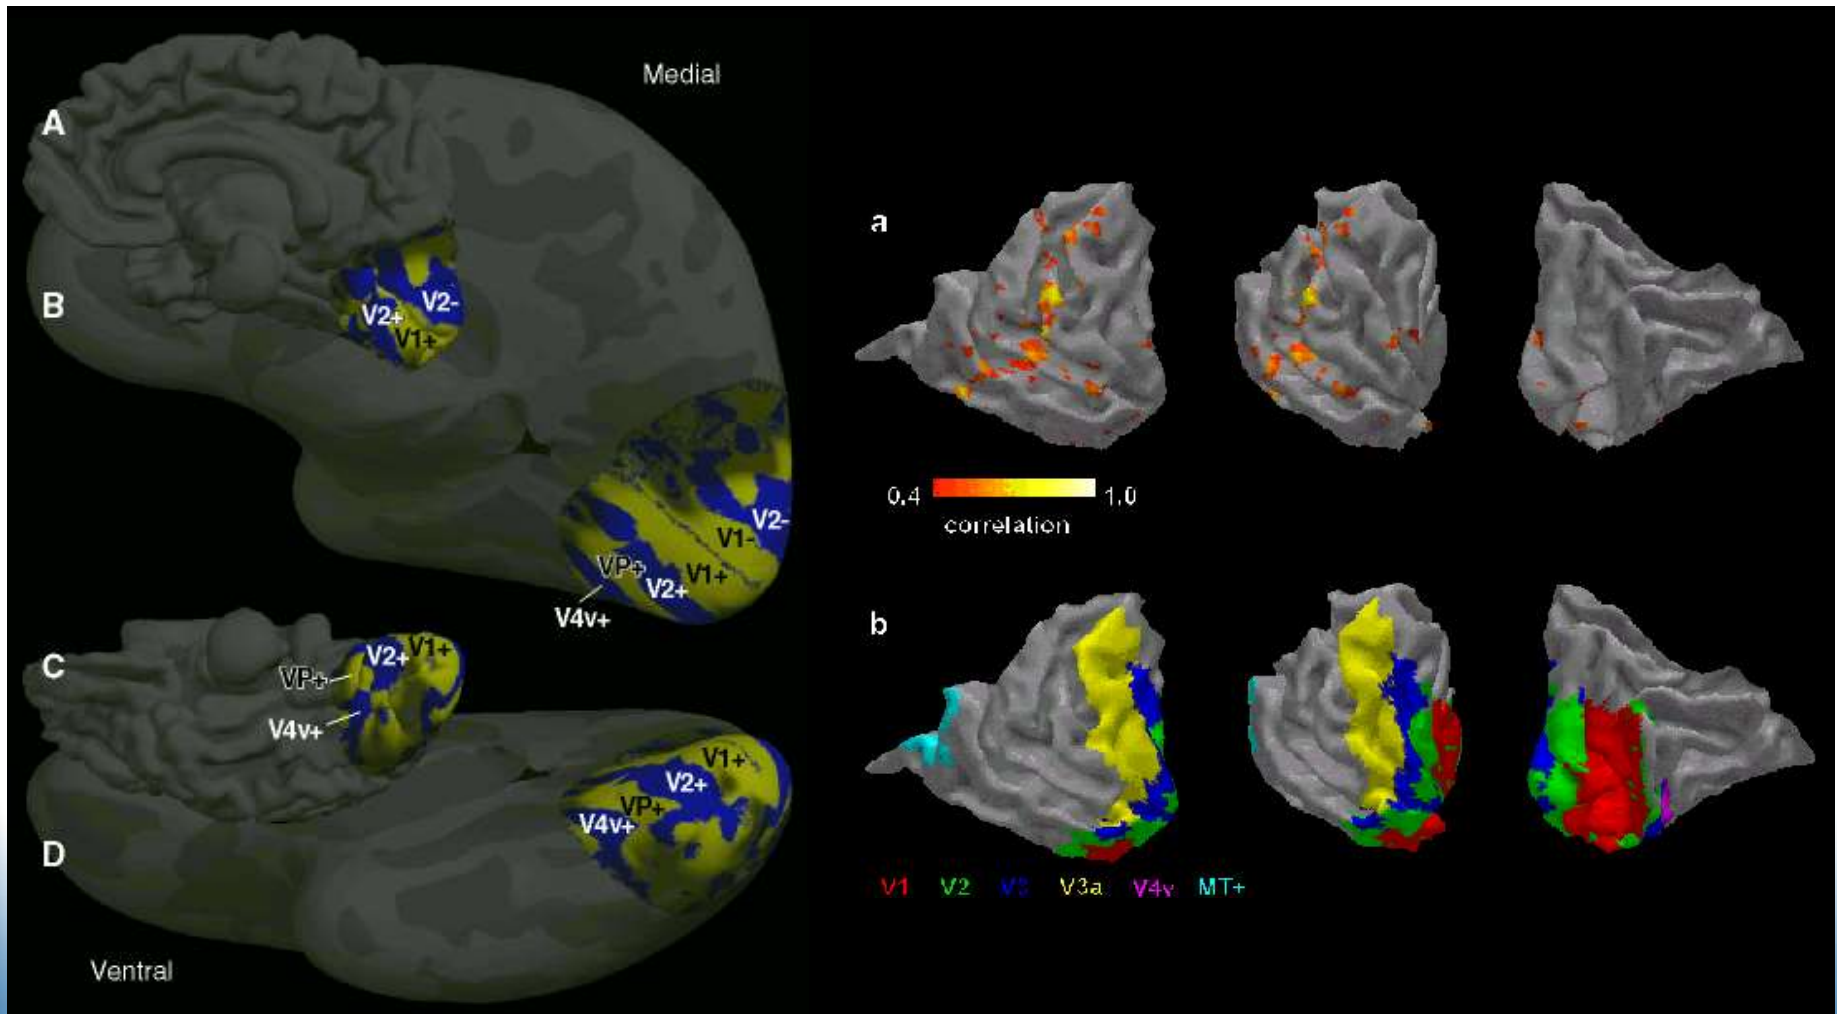 Medial
A
B
V2-
V2+
V1+
V2-
V1-
VP+
V1+
V2+
V4v+
C
V2+
V1+
VP+
V4v+
V1+
V2+
VP+
V4v+
D
Ventral
a
0.4
1.0
correlation
b
V1 V2 V3 V3a V4v MT+